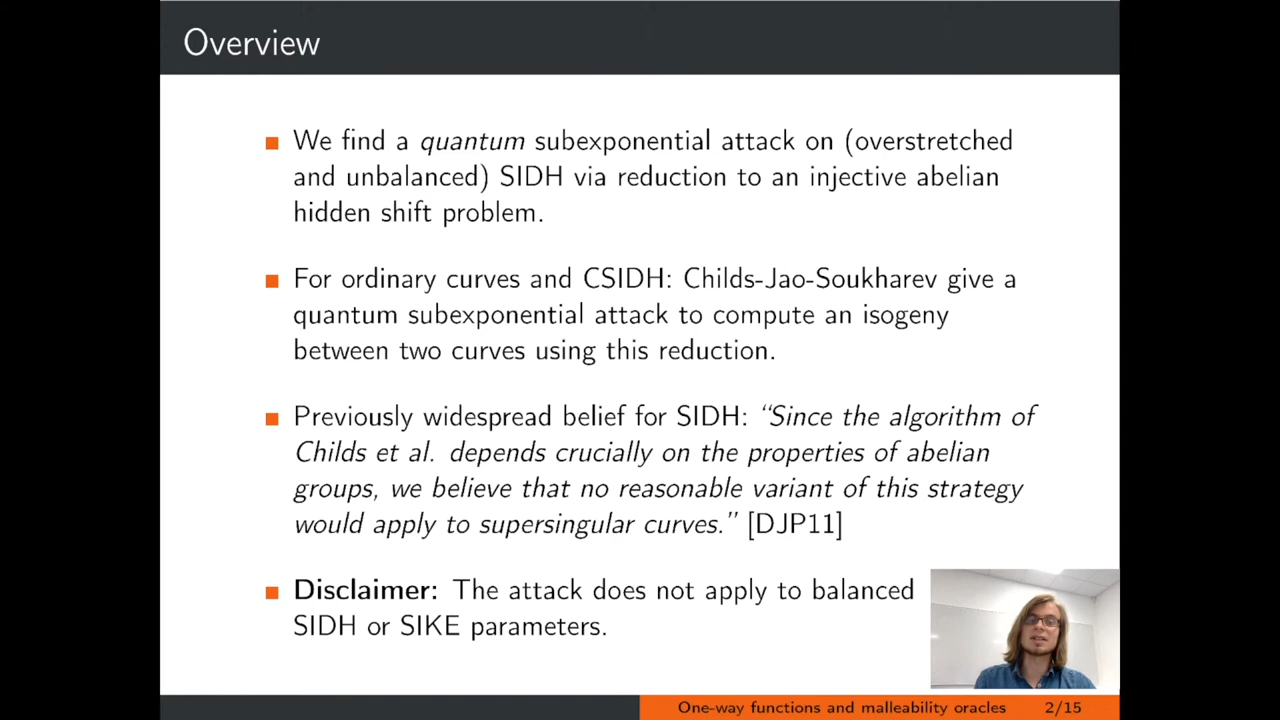 Overview
We find a quantum subexponential attack on (overstretched
and unbalanced) SIDH via reduction to an injective abelian
hidden shift problem.
For ordinary curves and CSIDH: Childs-Jao-Soukharev give a
quantum subexponential attack to compute an isogeny
between two curves using this reduction.
Previously widespread belief for SIDH: “Since the algorithm of
Childs et al. depends crucially on the properties of abelian
groups, we believe that no reasonable variant of this strategy
would apply to supersingular curves.” [DJP11]
Disclaimer: The attack does not apply to balanced
SIDH or SIKE parameters.
One-way functions and malleability oracles 2/15